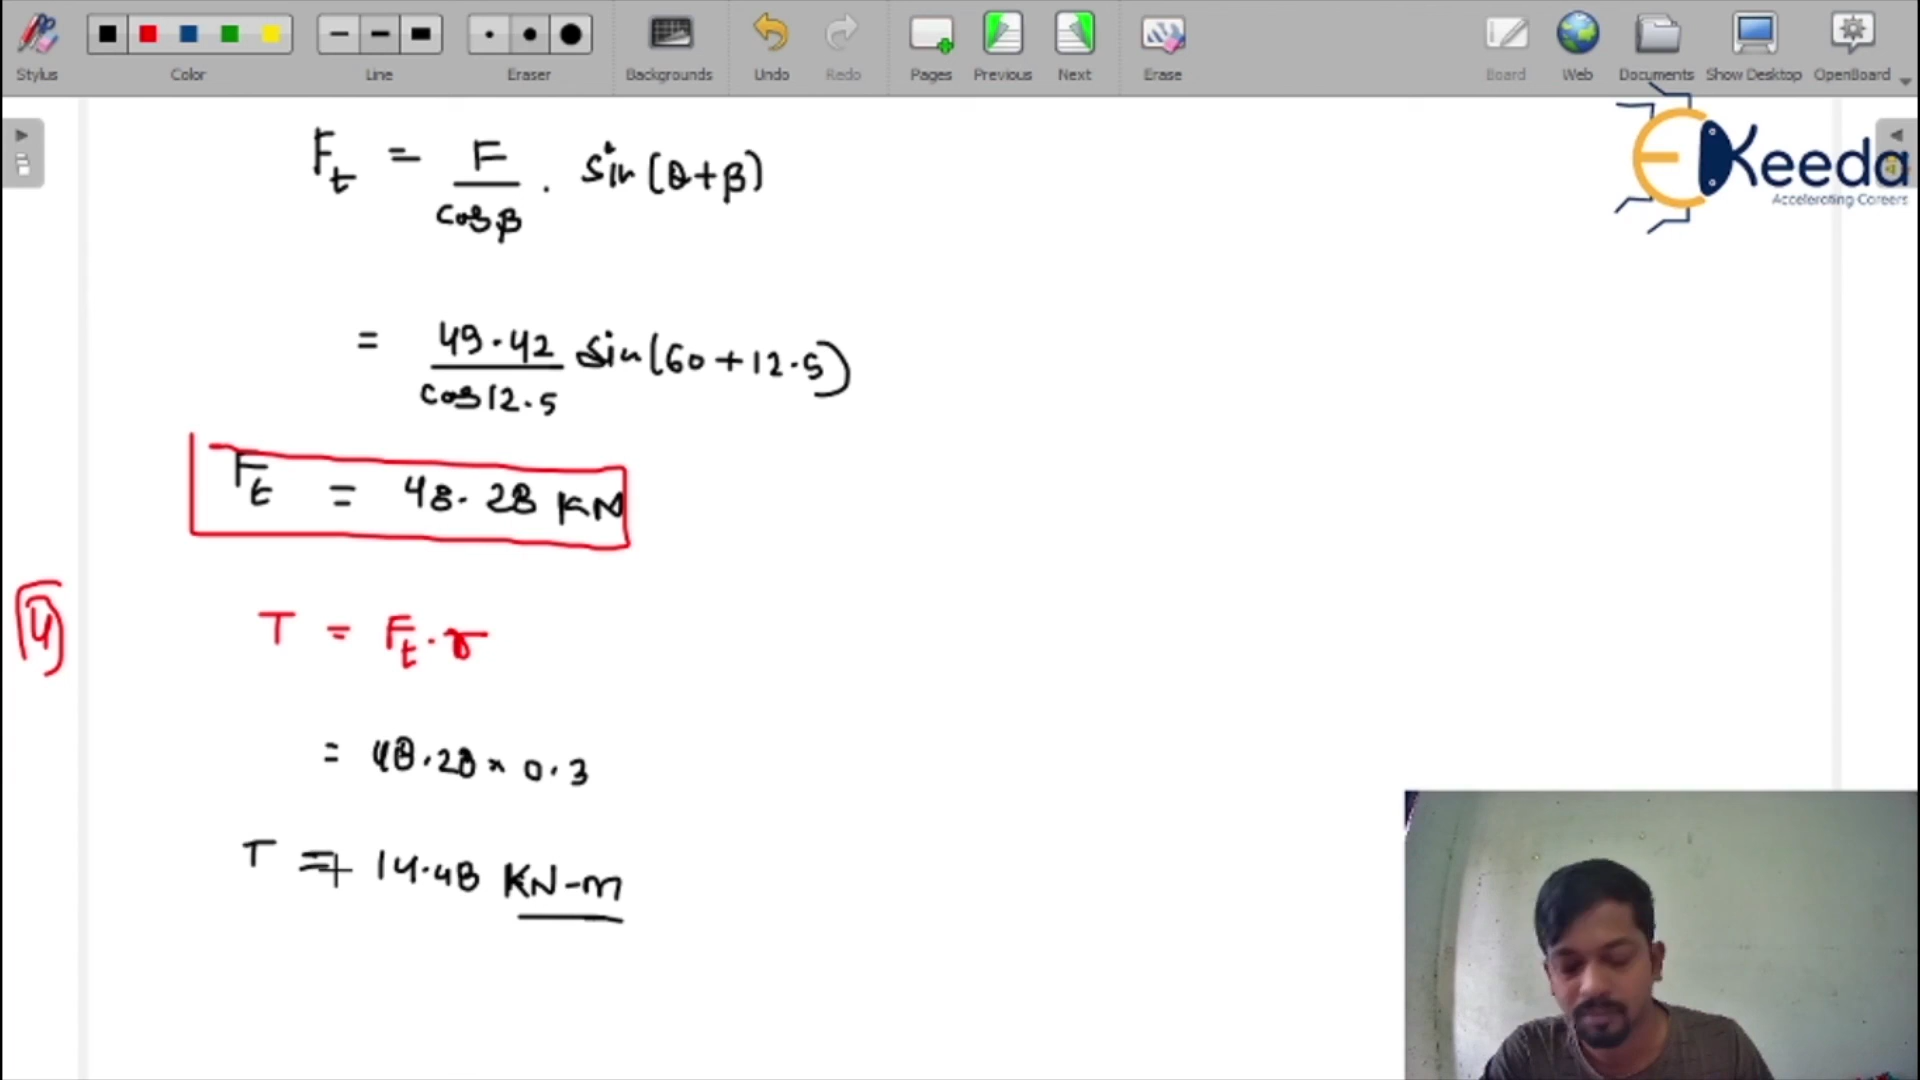 Stylus Color Line Eraser Backgrounds Undo Redo Pages Previous Next Erase Board Web Documents Show Desktop OpenBoard
EKeeda
Accelerating Careers
Ft = F / cosβ . sin(θ+β)
= 49.42 / cos12.5 sin(60+12.5)
Ft = 48.28 KN
4) T = Ft.r
= 48.28 × 0.3
T = 14.48 KN-m